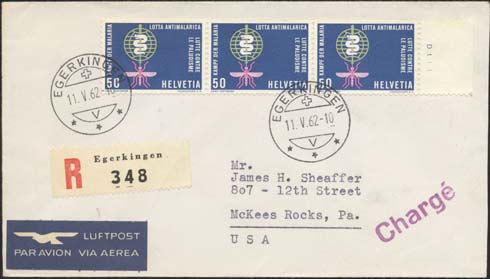 KAMPF DER MALARIA
LOTTA ANTIMALARICA
LUTTE CONTRE
LE PALUDISME
50
HELVETIA
KAMPF DER MALARIA
LOTTA ANTIMALARICA
LUTTE CONTRE
LE PALUDISME
50
HELVETIA
KAMPF DER MALARIA
LOTTA ANTIMALARICA
LUTTE CONTRE
LE PALUDISME
50
HELVETIA
EGERKINGEN
11.V.62-10
V
EGERKINGEN
11.V.62-10
V
Egerkingen
R 348
Mr.
James H. Sheaffer
807 - 12th Street
McKees Rocks, Pa.
U S A
Chargé
LUFTPOST
PAR AVION VIA AEREA